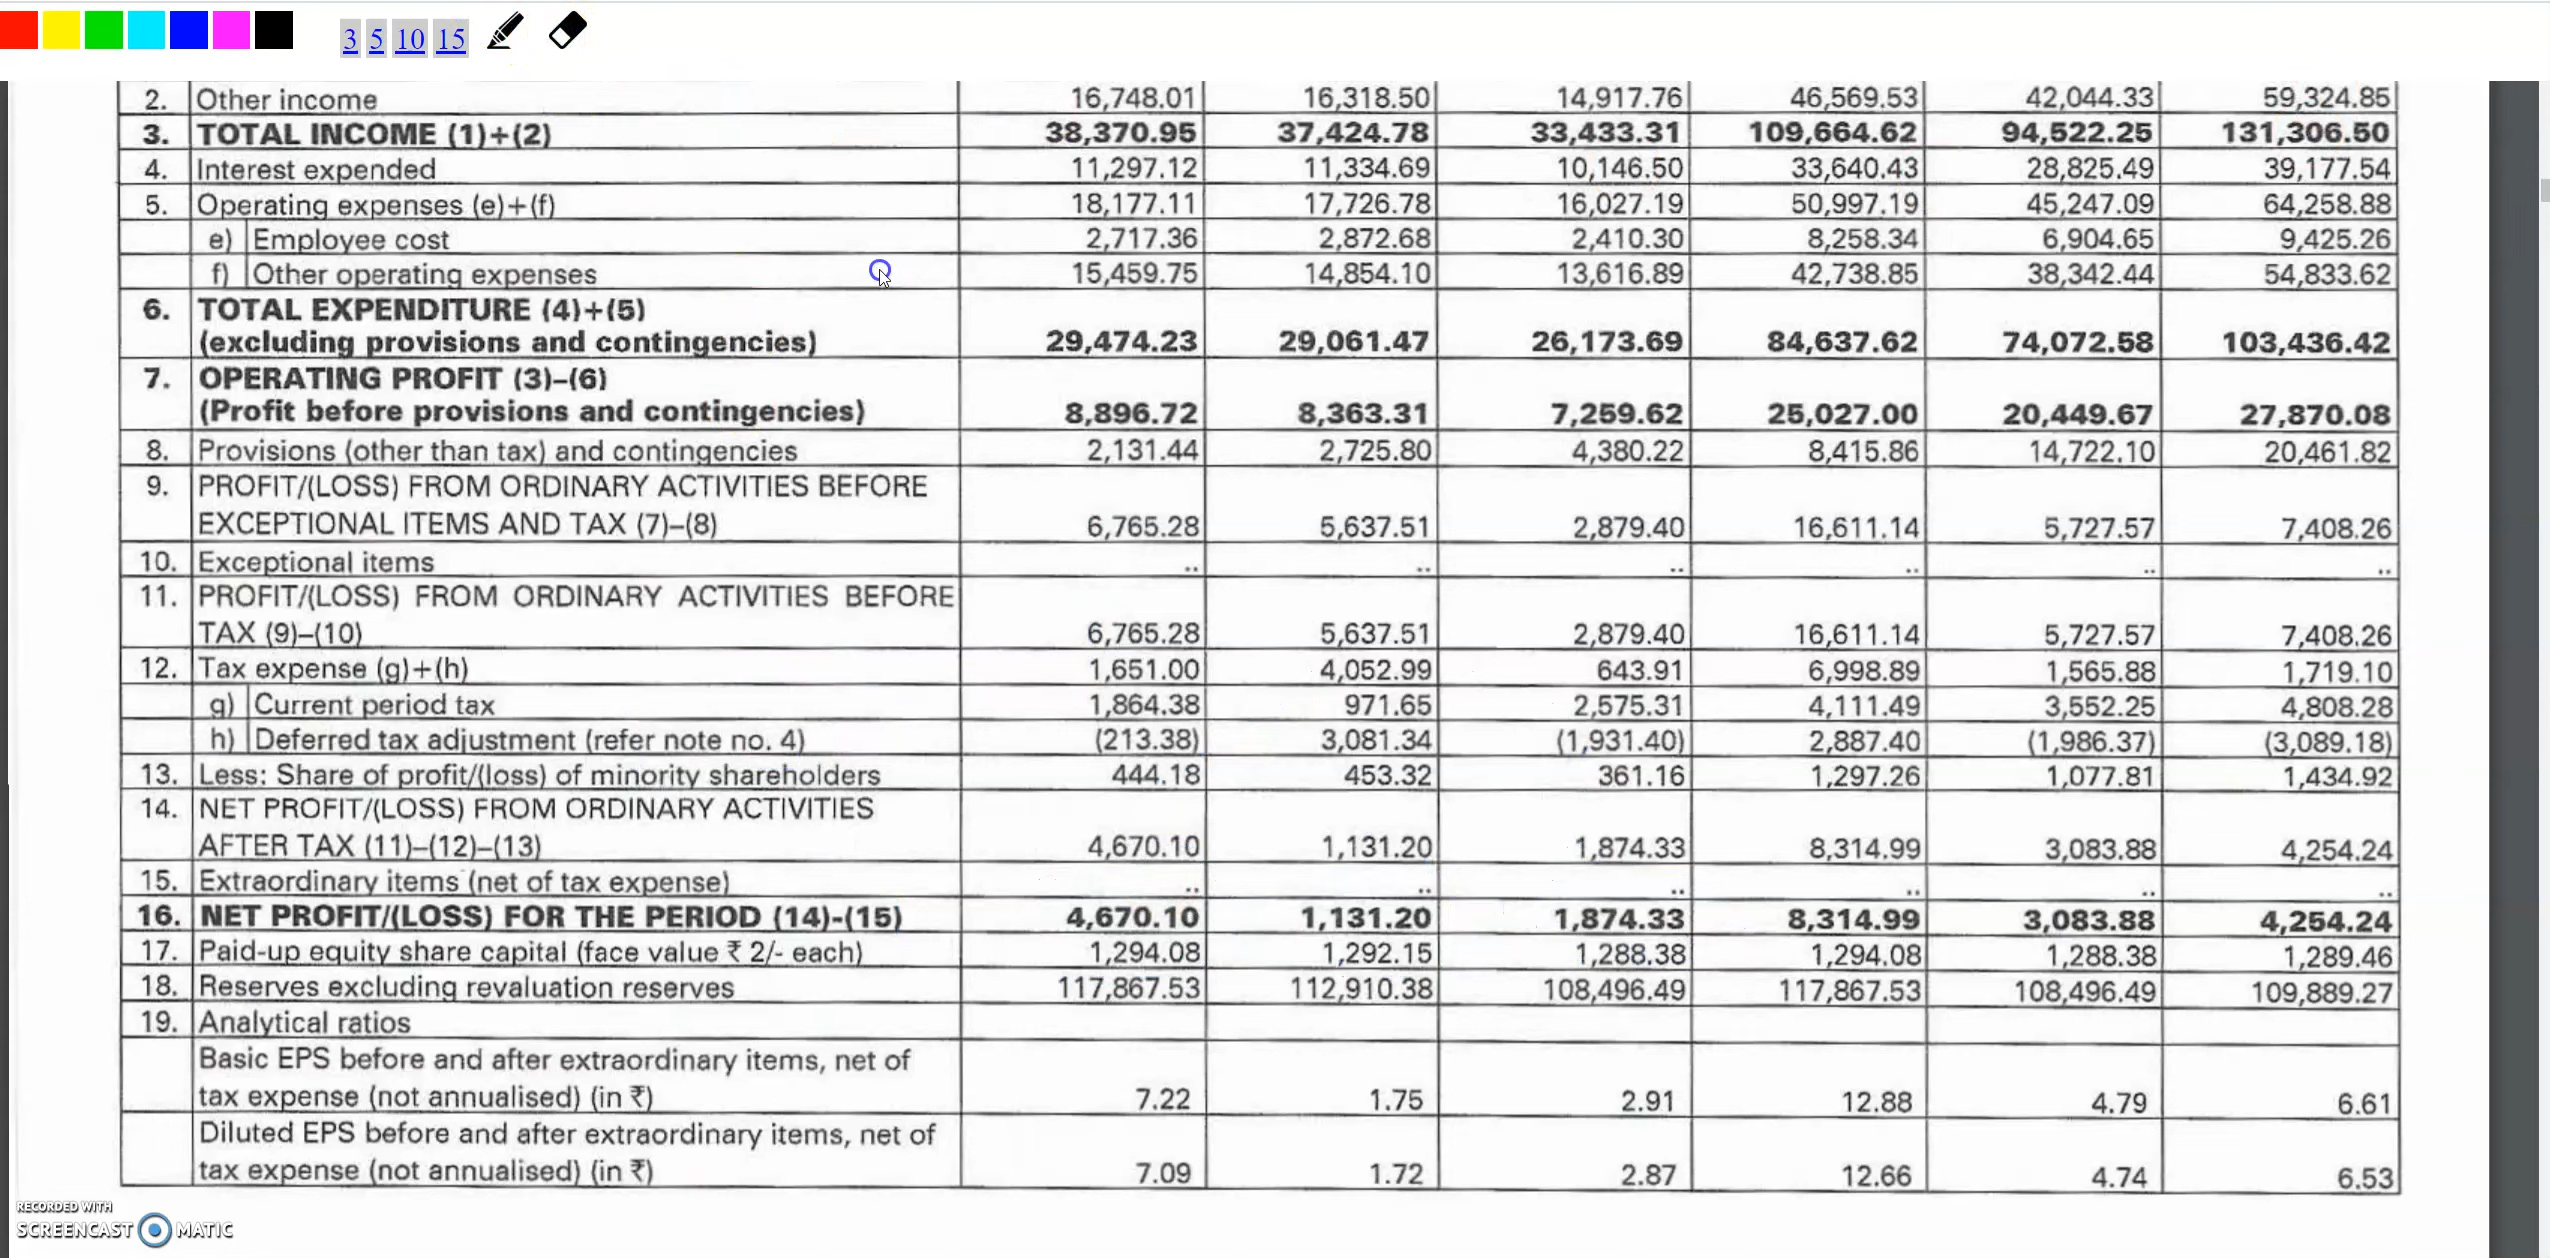 3 5 10 15
2. Other income 16,748.01 16,318.50 14,917.76 46,569.53 42,044.33 59,324.85
3. TOTAL INCOME (1)+(2) 38,370.95 37,424.78 33,433.31 109,664.62 94,522.25 131,306.50
4. Interest expended 11,297.12 11,334.69 10,146.50 33,640.43 28,825.49 39,177.54
5. Operating expenses (e)+(f) 18,177.11 17,726.78 16,027.19 50,997.19 45,247.09 64,258.88
e) Employee cost 2,717.36 2,872.68 2,410.30 8,258.34 6,904.65 9,425.26
f) Other operating expenses 15,459.75 14,854.10 13,616.89 42,738.85 38,342.44 54,833.62
6. TOTAL EXPENDITURE (4)+(5)
(excluding provisions and contingencies) 29,474.23 29,061.47 26,173.69 84,637.62 74,072.58 103,436.42
7. OPERATING PROFIT (3)–(6)
(Profit before provisions and contingencies) 8,896.72 8,363.31 7,259.62 25,027.00 20,449.67 27,870.08
8. Provisions (other than tax) and contingencies 2,131.44 2,725.80 4,380.22 8,415.86 14,722.10 20,461.82
9. PROFIT/(LOSS) FROM ORDINARY ACTIVITIES BEFORE
EXCEPTIONAL ITEMS AND TAX (7)–(8) 6,765.28 5,637.51 2,879.40 16,611.14 5,727.57 7,408.26
10. Exceptional items .. .. .. .. .. ..
11. PROFIT/(LOSS) FROM ORDINARY ACTIVITIES BEFORE
TAX (9)–(10) 6,765.28 5,637.51 2,879.40 16,611.14 5,727.57 7,408.26
12. Tax expense (g)+(h) 1,651.00 4,052.99 643.91 6,998.89 1,565.88 1,719.10
g) Current period tax 1,864.38 971.65 2,575.31 4,111.49 3,552.25 4,808.28
h) Deferred tax adjustment (refer note no. 4) (213.38) 3,081.34 (1,931.40) 2,887.40 (1,986.37) (3,089.18)
13. Less: Share of profit/(loss) of minority shareholders 444.18 453.32 361.16 1,297.26 1,077.81 1,434.92
14. NET PROFIT/(LOSS) FROM ORDINARY ACTIVITIES
AFTER TAX (11)–(12)–(13) 4,670.10 1,131.20 1,874.33 8,314.99 3,083.88 4,254.24
15. Extraordinary items (net of tax expense) .. .. .. .. .. ..
16. NET PROFIT/(LOSS) FOR THE PERIOD (14)-(15) 4,670.10 1,131.20 1,874.33 8,314.99 3,083.88 4,254.24
17. Paid-up equity share capital (face value ₹ 2/- each) 1,294.08 1,292.15 1,288.38 1,294.08 1,288.38 1,289.46
18. Reserves excluding revaluation reserves 117,867.53 112,910.38 108,496.49 117,867.53 108,496.49 109,889.27
19. Analytical ratios
Basic EPS before and after extraordinary items, net of
tax expense (not annualised) (in ₹) 7.22 1.75 2.91 12.88 4.79 6.61
Diluted EPS before and after extraordinary items, net of
tax expense (not annualised) (in ₹) 7.09 1.72 2.87 12.66 4.74 6.53
RECORDED WITH
SCREENCAST MATIC